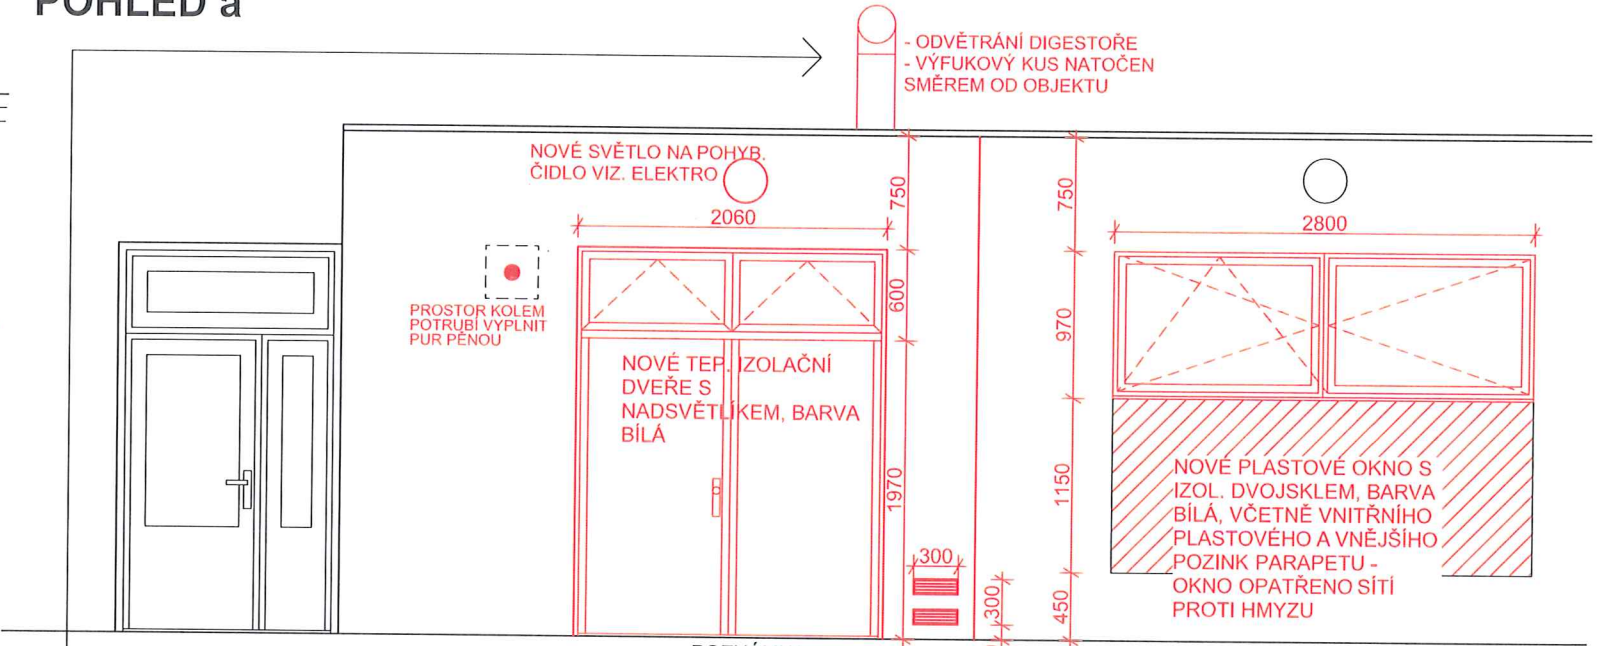 POHLED a
- ODVĚTRÁNÍ DIGESTOŘE
- VÝFUKOVÝ KUS NATOČEN
SMĚREM OD OBJEKTU
NOVÉ SVĚTLO NA POHYB.
ČIDLO VIZ. ELEKTRO
750
750
2060
2800
PROSTOR KOLEM
POTRUBÍ VYPLNIT
PUR PĚNOU
600
970
NOVÉ TEP. IZOLAČNÍ
DVEŘE S
NADSVĚTLÍKEM, BARVA
BÍLÁ
1970
1150
NOVÉ PLASTOVÉ OKNO S
IZOL. DVOJSKLEM, BARVA
BÍLÁ, VČETNĚ VNITŘNÍHO
PLASTOVÉHO A VNĚJŠÍHO
POZINK PARAPETU -
OKNO OPATŘENO SÍTÍ
PROTI HMYZU
300
300
450